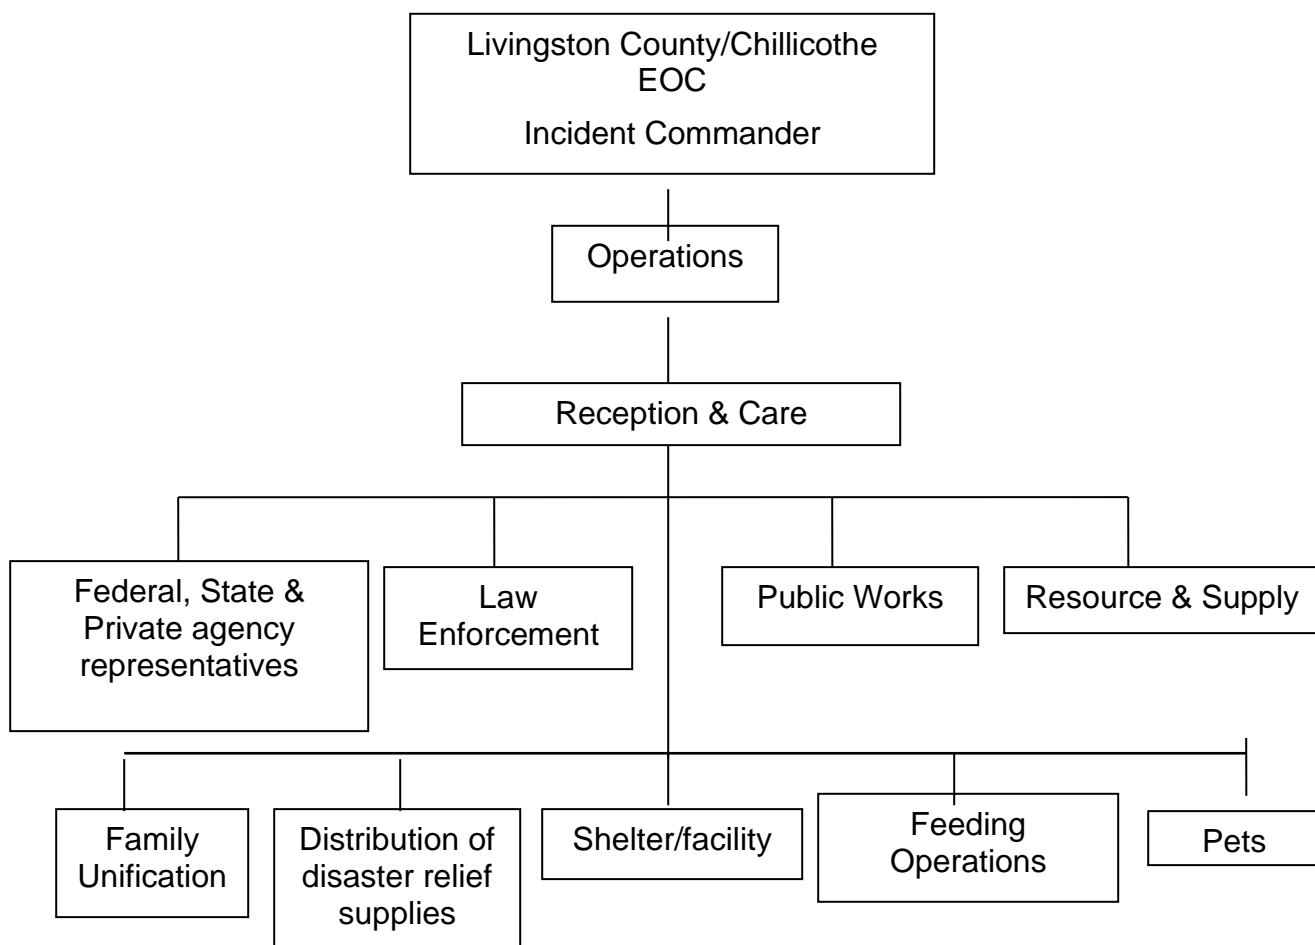 Livingston County/Chillicothe
EOC
Incident Commander
Operations
Reception & Care
Federal, State &
Private agency
representatives
Law
Enforcement
Public Works
Resource & Supply
Family
Unification
Distribution of
disaster relief
supplies
Shelter/facility
Feeding
Operations
Pets